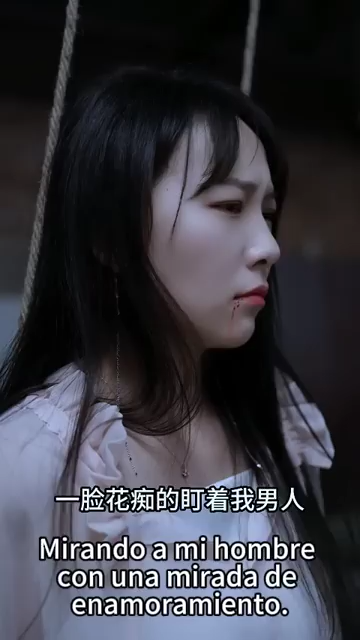 一脸花痴的盯着我男人
Mirando a mi hombre
con una mirada de
enamoramiento.